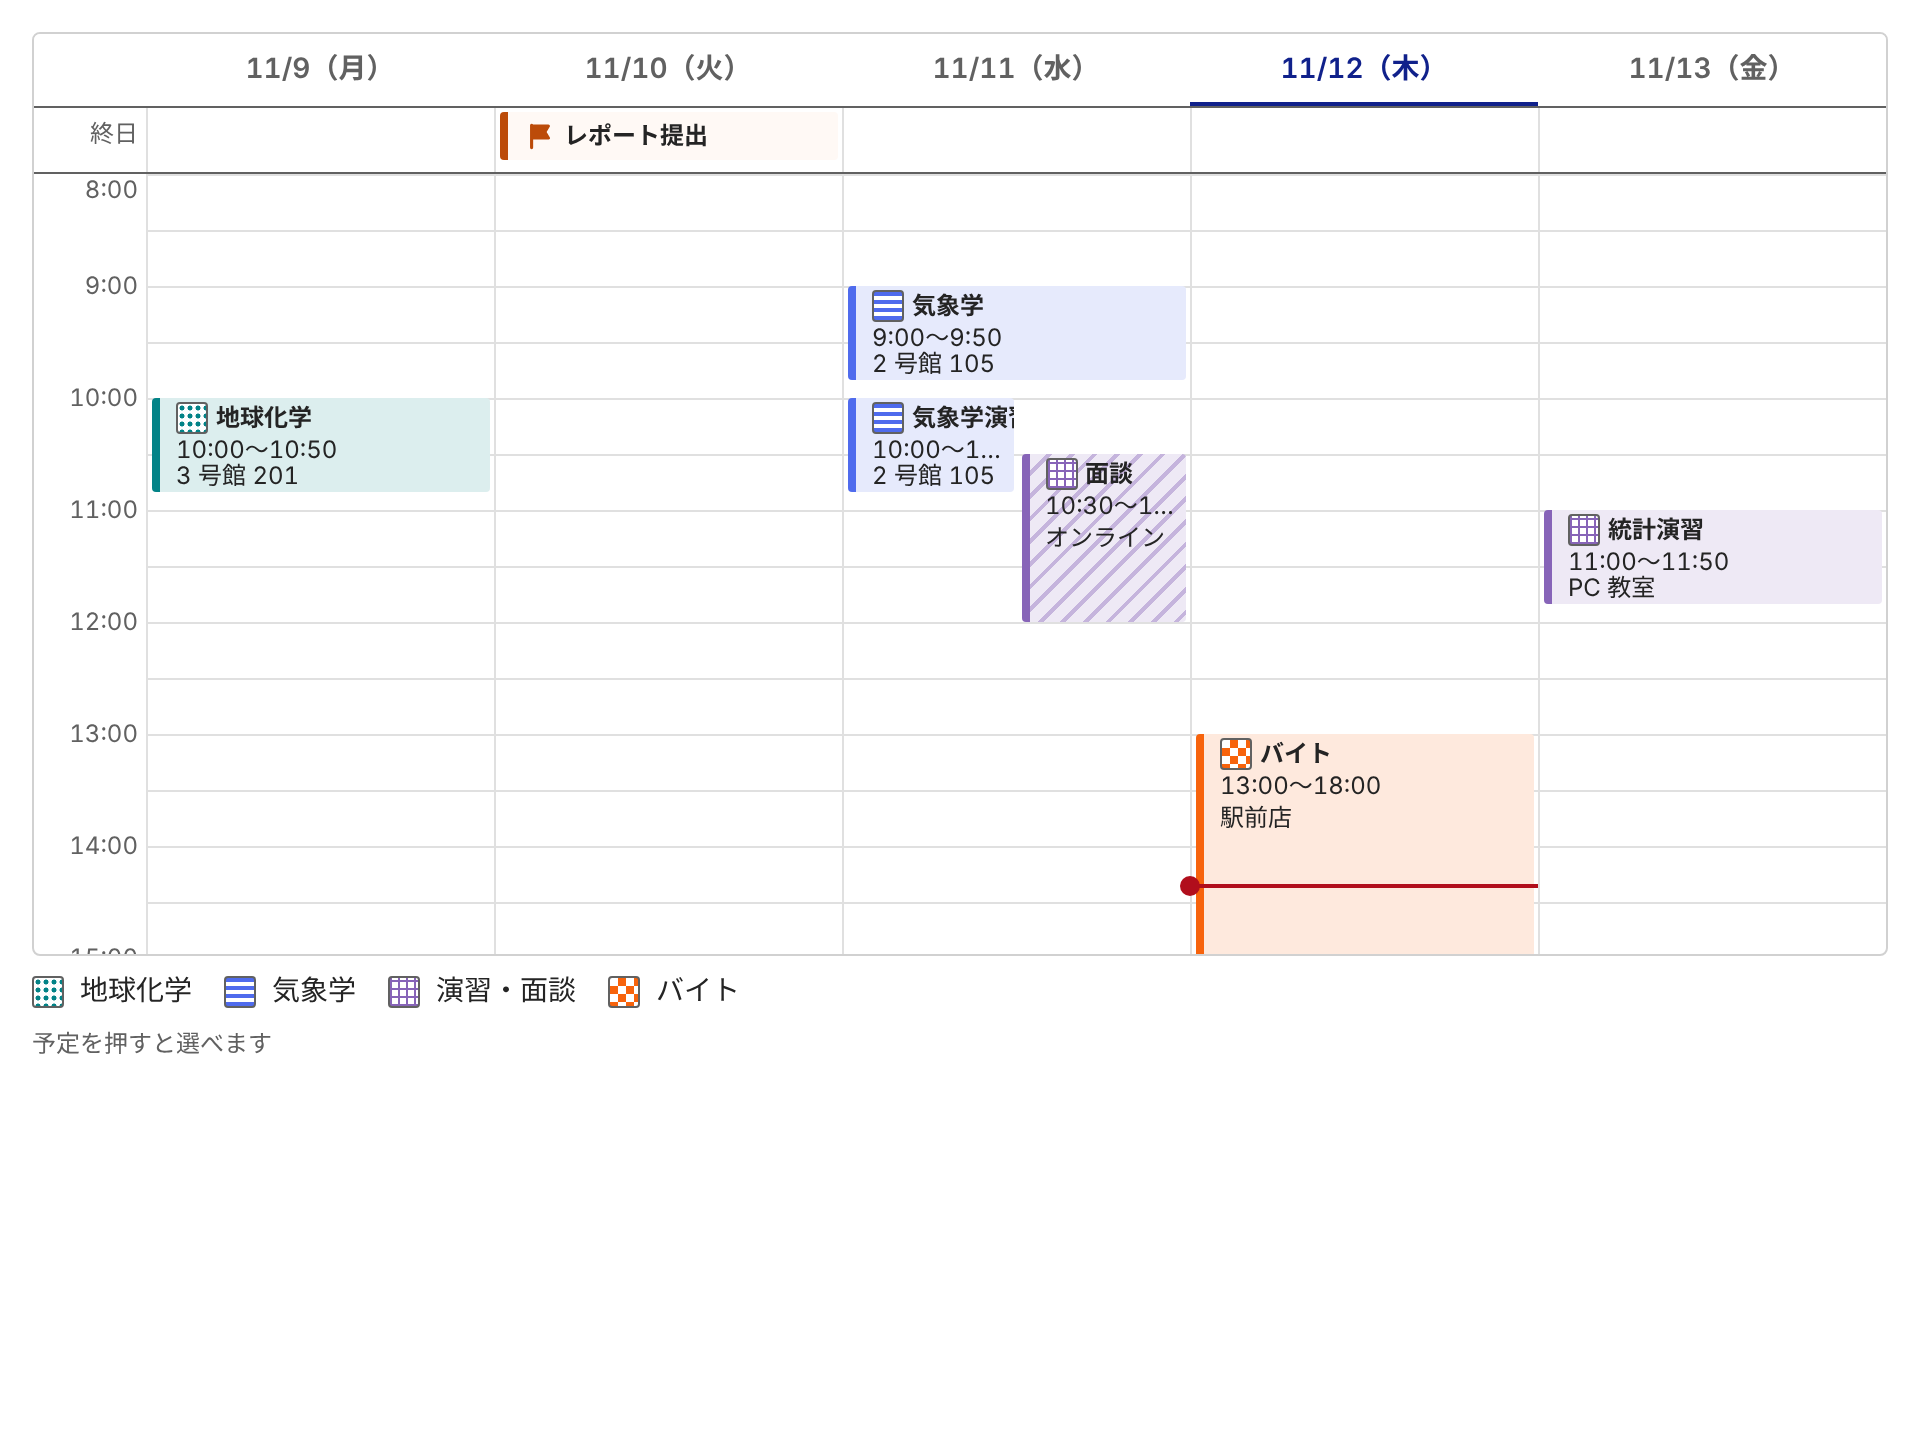 11/9（月）
11/10（火）
11/11（水）
11/12（木）
11/13（金）
終日
レポート提出
8:00
9:00
気象学
9:00〜9:50
2 号館 105
10:00
地球化学
10:00〜10:50
3 号館 201
気象学演習
10:00〜1…
2 号館 105
面談
10:30〜1…
オンライン
11:00
統計演習
11:00〜11:50
PC 教室
12:00
13:00
バイト
13:00〜18:00
駅前店
14:00
15:00
地球化学
気象学
演習・面談
バイト
予定を押すと選べます